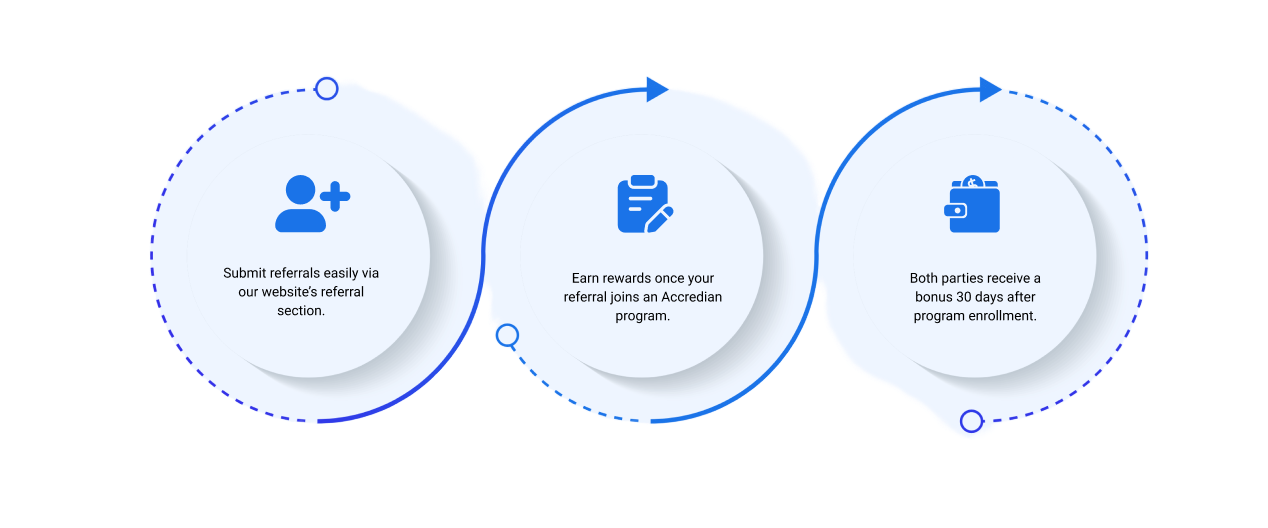 Submit referrals easily via
our website’s referral
section.
Earn rewards once your
referral joins an Accredian
program.
Both parties receive a
bonus 30 days after
program enrollment.